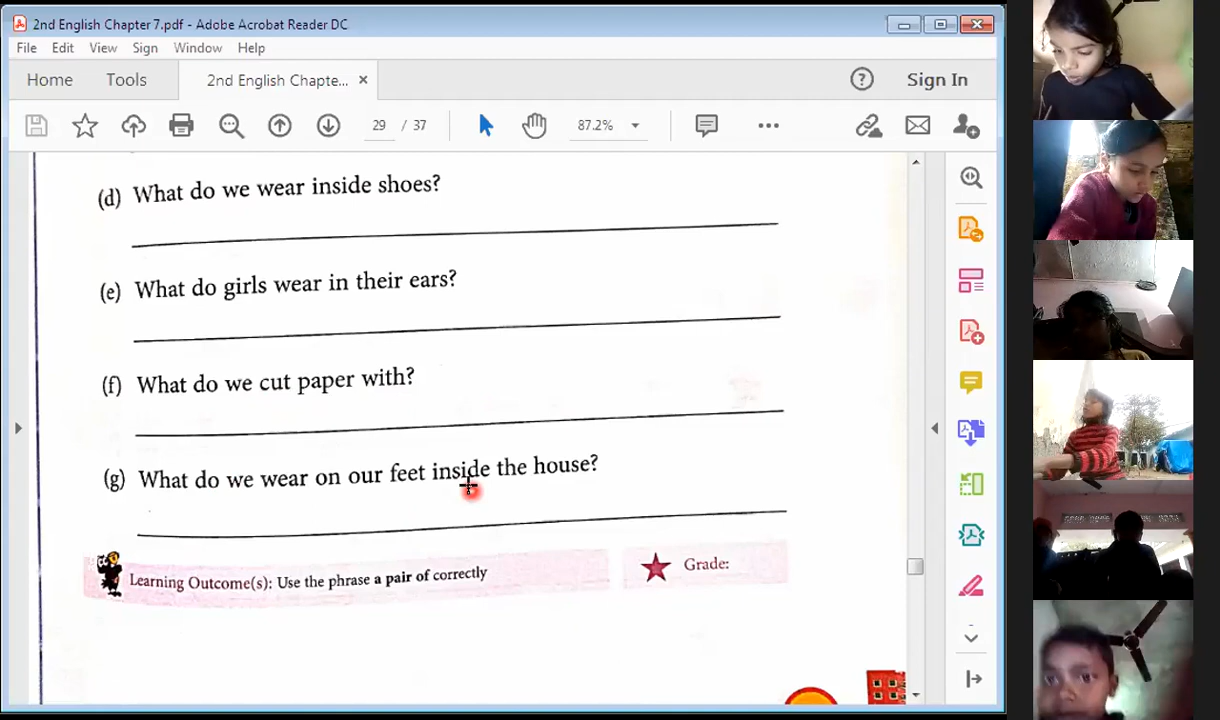 2nd English Chapter 7.pdf - Adobe Acrobat Reader DC
File Edit View Sign Window Help
Home Tools 2nd English Chapte... × Sign In
29 / 37 87.2%
(d) What do we wear inside shoes?
(e) What do girls wear in their ears?
(f) What do we cut paper with?
(g) What do we wear on our feet inside the house?
Learning Outcome(s): Use the phrase a pair of correctly
Grade: